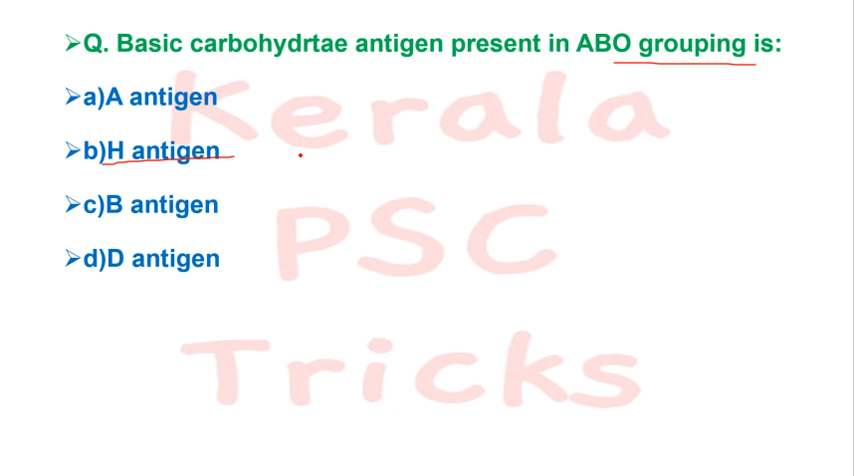 ➢Q. Basic carbohydrtae antigen present in ABO grouping is:
➢a)A antigen
➢b)H antigen
➢c)B antigen
➢d)D antigen
Kerala
PSC
Tricks